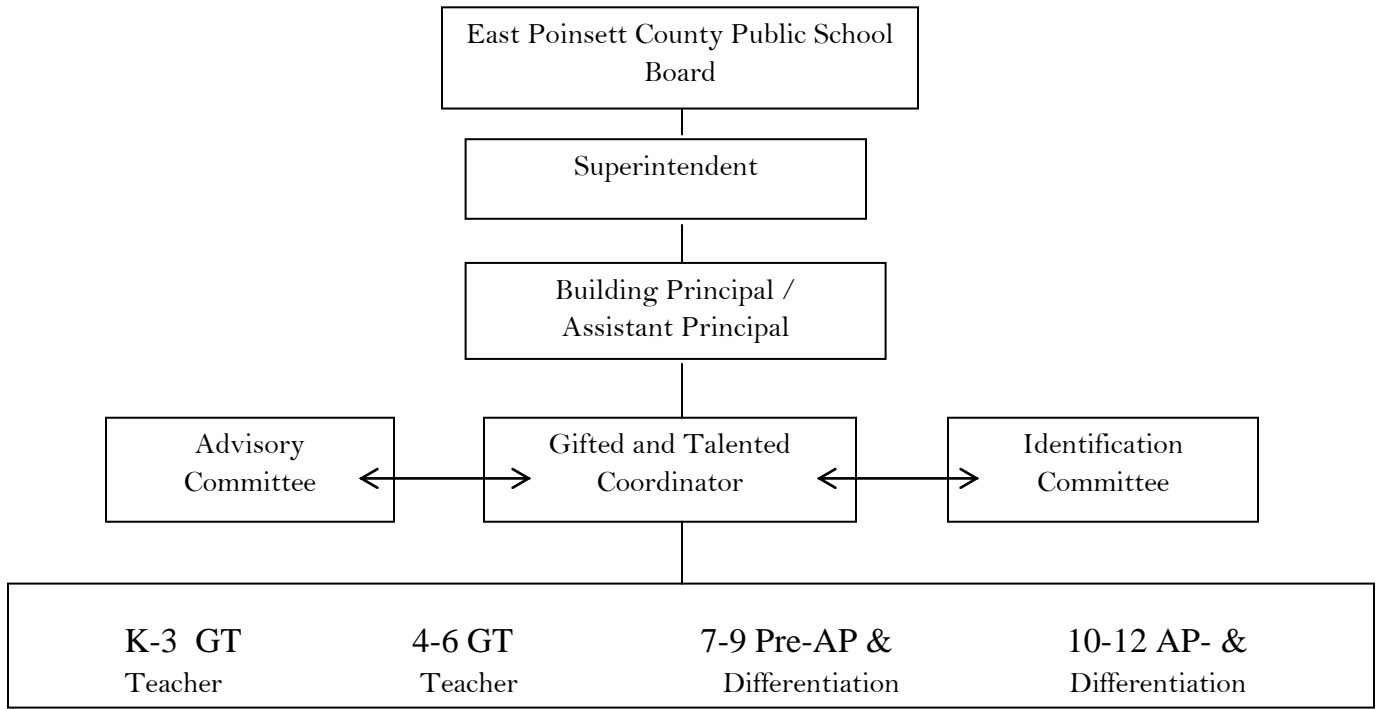 East Poinsett County Public School
Board
Superintendent
Building Principal /
Assistant Principal
Advisory
Committee
Gifted and Talented
Coordinator
Identification
Committee
K-3 GT
Teacher
4-6 GT
Teacher
7-9 Pre-AP &
Differentiation
10-12 AP- &
Differentiation